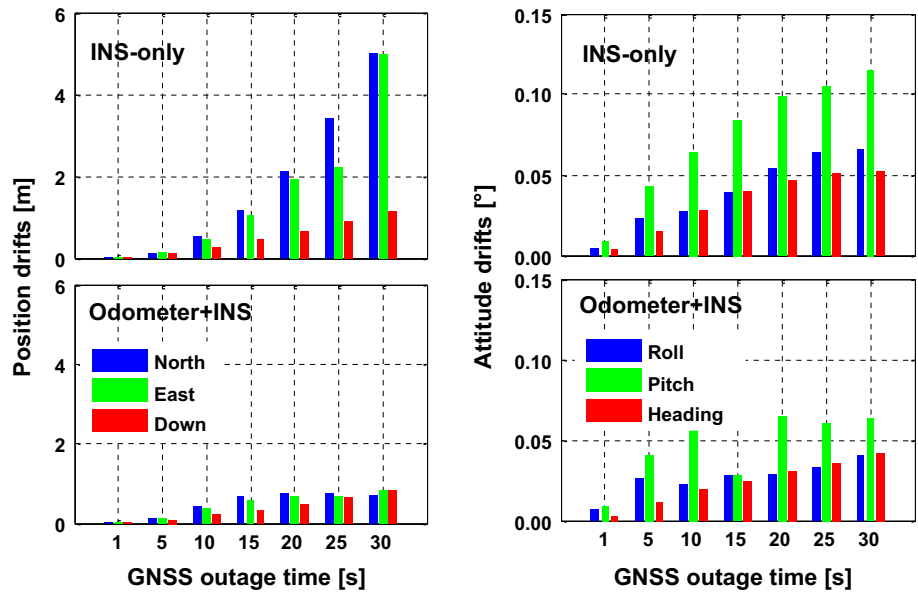 Position drifts [m]
6
4
2
0
INS-only
6
4
2
0
Odometer+INS
North
East
Down
1 5 10 15 20 25 30
GNSS outage time [s]
Attitude drifts [°]
0.15
0.10
0.05
0.00
INS-only
0.15
0.10
0.05
0.00
Odometer+INS
Roll
Pitch
Heading
1 5 10 15 20 25 30
GNSS outage time [s]